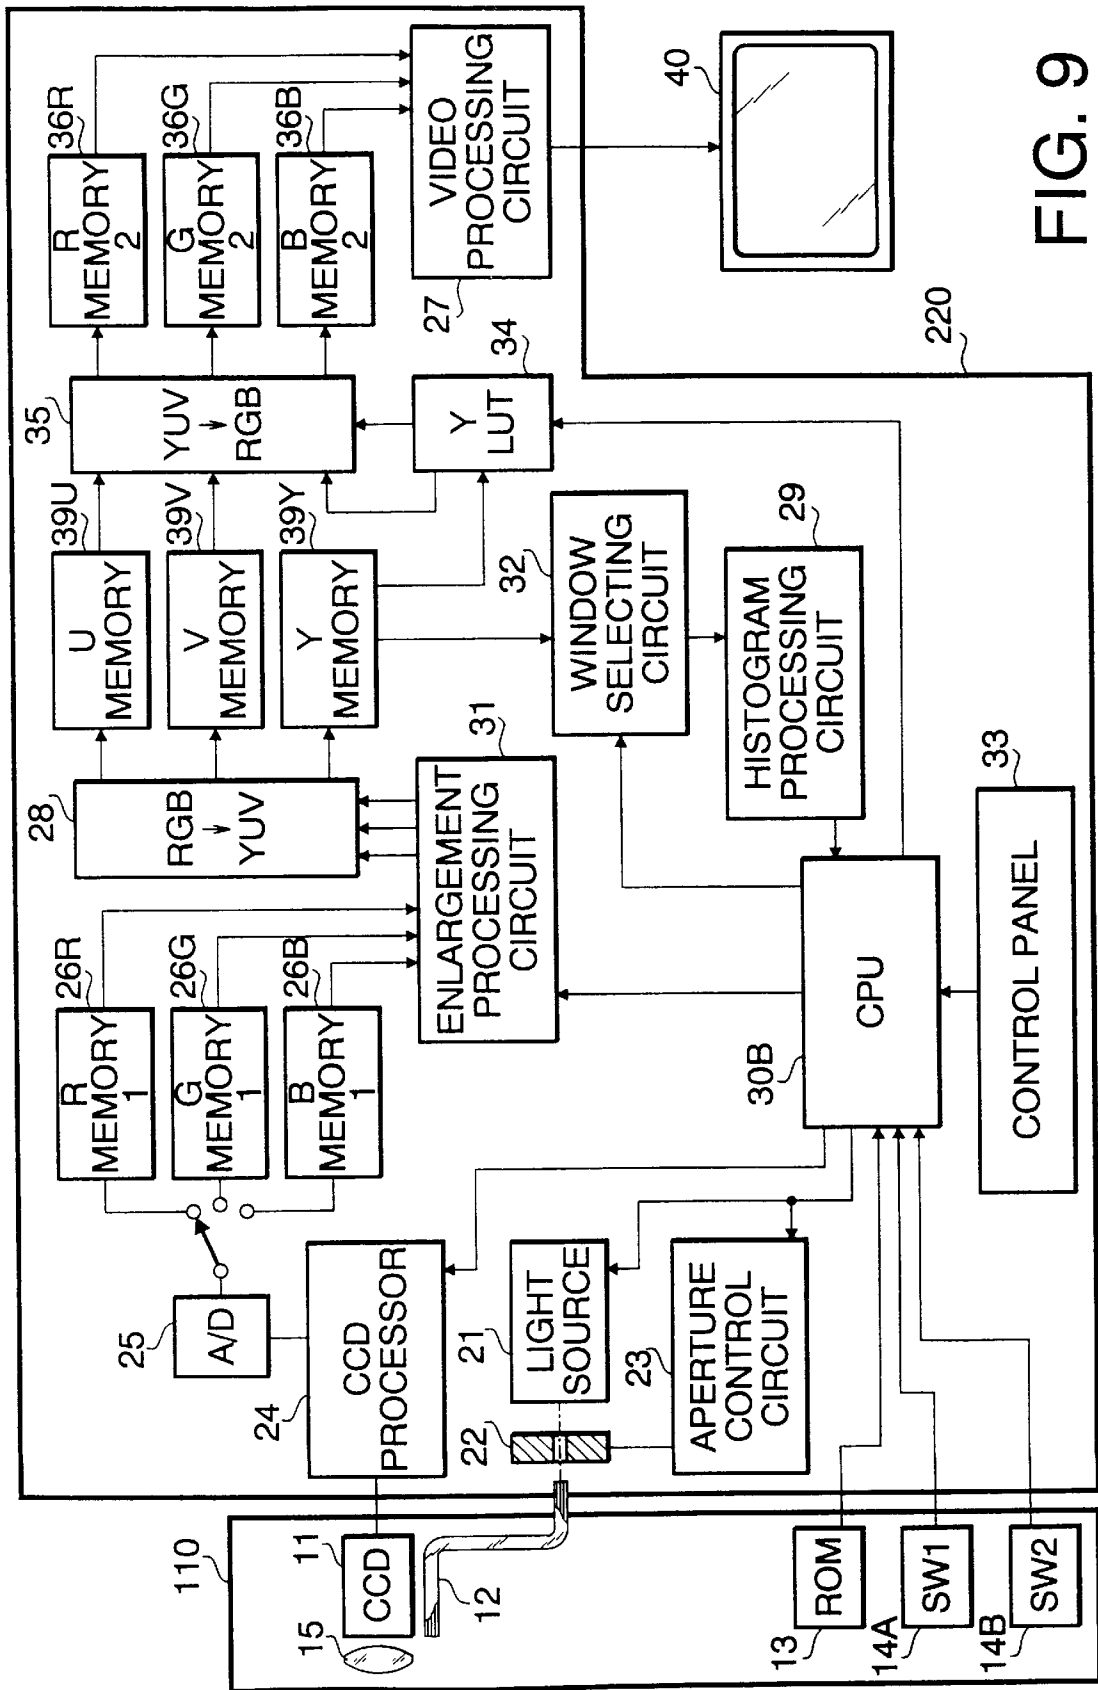 110
15
11
CCD
12
13
ROM
14A
SW1
14B
SW2
25
A/D
24
CCD
PROCESSOR
21
LIGHT
SOURCE
22
23
APERTURE
CONTROL
CIRCUIT
R
MEMORY
1
26R
G
MEMORY
1
26G
B
MEMORY
1
26B
28
RGB
→
YUV
ENLARGEMENT
PROCESSING
CIRCUIT
31
30B
CPU
CONTROL PANEL
33
U
MEMORY
39U
V
MEMORY
39V
Y
MEMORY
39Y
32
WINDOW
SELECTING
CIRCUIT
HISTOGRAM
PROCESSING
CIRCUIT
29
35
YUV
→
RGB
Y
LUT
34
R
MEMORY
2
36R
G
MEMORY
2
36G
B
MEMORY
2
36B
27
VIDEO
PROCESSING
CIRCUIT
40
220
FIG. 9